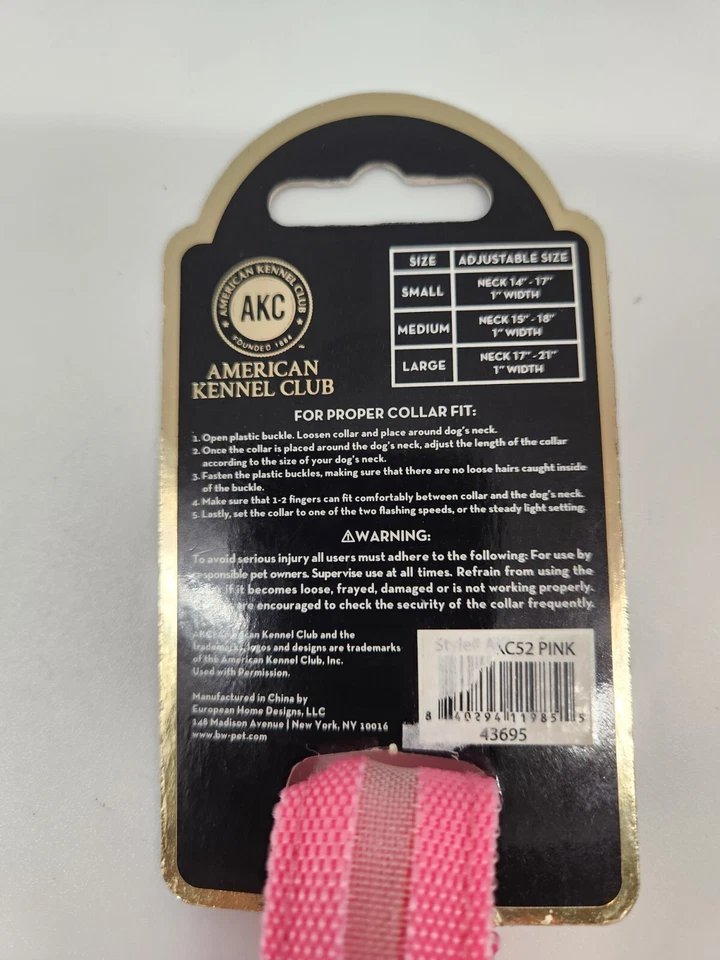 AMERICAN KENNEL CLUB
AKC
FOUNDED 1884
AMERICAN
KENNEL CLUB
SIZE ADJUSTABLE SIZE
SMALL NECK 14" - 17"
1" WIDTH
MEDIUM NECK 15" - 18"
1" WIDTH
LARGE NECK 17" - 21"
1" WIDTH
FOR PROPER COLLAR FIT:
1. Open plastic buckle. Loosen collar and place around dog's neck.
2. Once the collar is placed around the dog's neck, adjust the length of the collar
according to the size of your dog's neck.
3. Fasten the plastic buckles, making sure that there are no loose hairs caught inside
of the buckle.
4. Make sure that 1-2 fingers can fit comfortably between collar and the dog's neck.
5. Lastly, set the collar to one of the two flashing speeds, or the steady light setting.
⚠WARNING:
To avoid serious injury all users must adhere to the following: For use by
responsible pet owners. Supervise use at all times. Refrain from using the
if it becomes loose, frayed, damaged or is not working properly.
are encouraged to check the security of the collar frequently.
AKC, American Kennel Club and the
trademarks, logos and designs are trademarks
of the American Kennel Club, Inc.
Used with Permission.
Manufactured in China by
European Home Designs, LLC
148 Madison Avenue | New York, NY 10016
www.bw-pet.com
Style# AKC52 PINK
8 40294 11985 5
43695